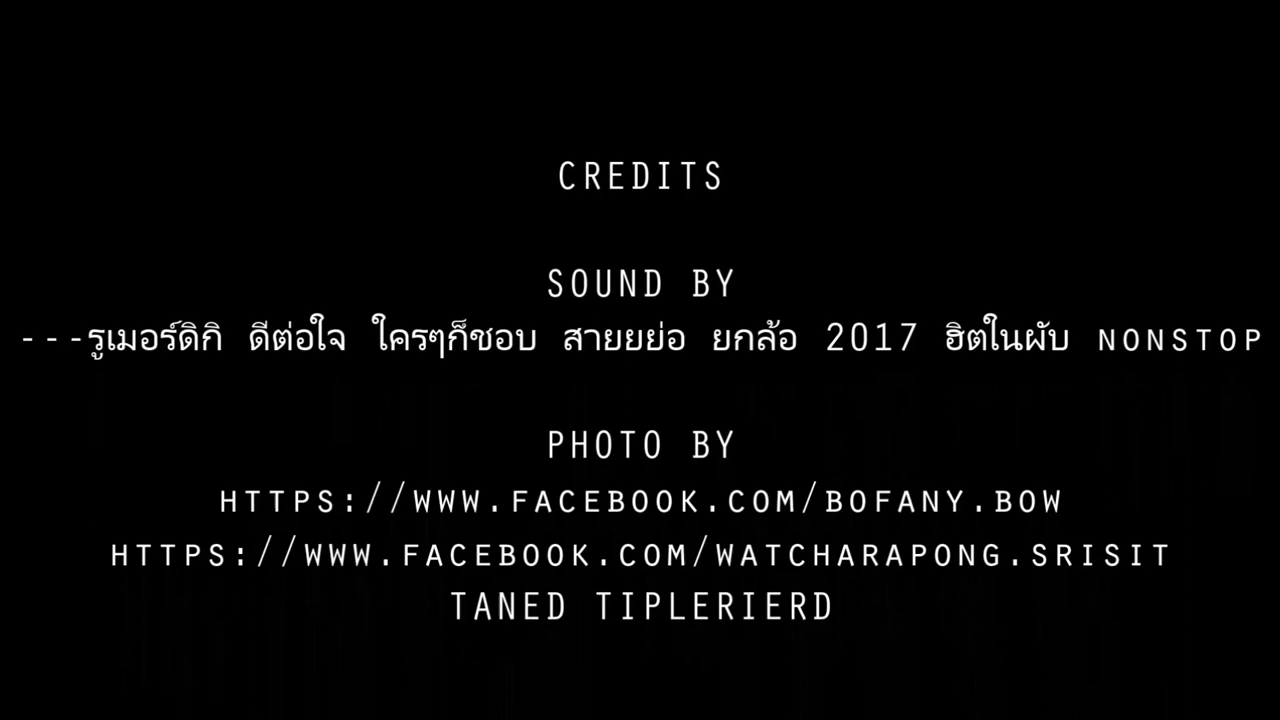 CREDITS
SOUND BY
---รูเมอร์ดิกิ ดีต่อใจ ใครๆก็ชอบ สายยย่อ ยกล้อ 2017 ฮิตในผับ NONSTOP
PHOTO BY
HTTPS://WWW.FACEBOOK.COM/BOFANY.BOW
HTTPS://WWW.FACEBOOK.COM/WATCHARAPONG.SRISIT
TANED TIPLERIERD